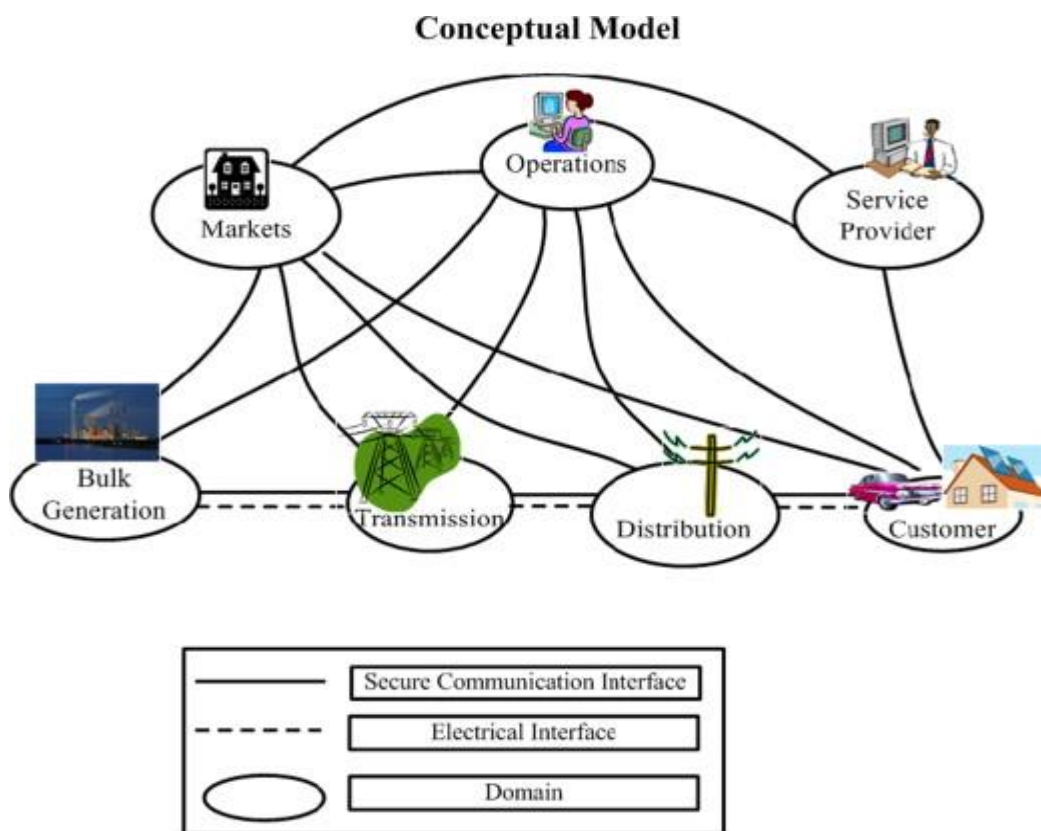 Conceptual Model
Operations
Markets
Service
Provider
Bulk
Generation
Transmission
Distribution
Customer
Secure Communication Interface
Electrical Interface
Domain